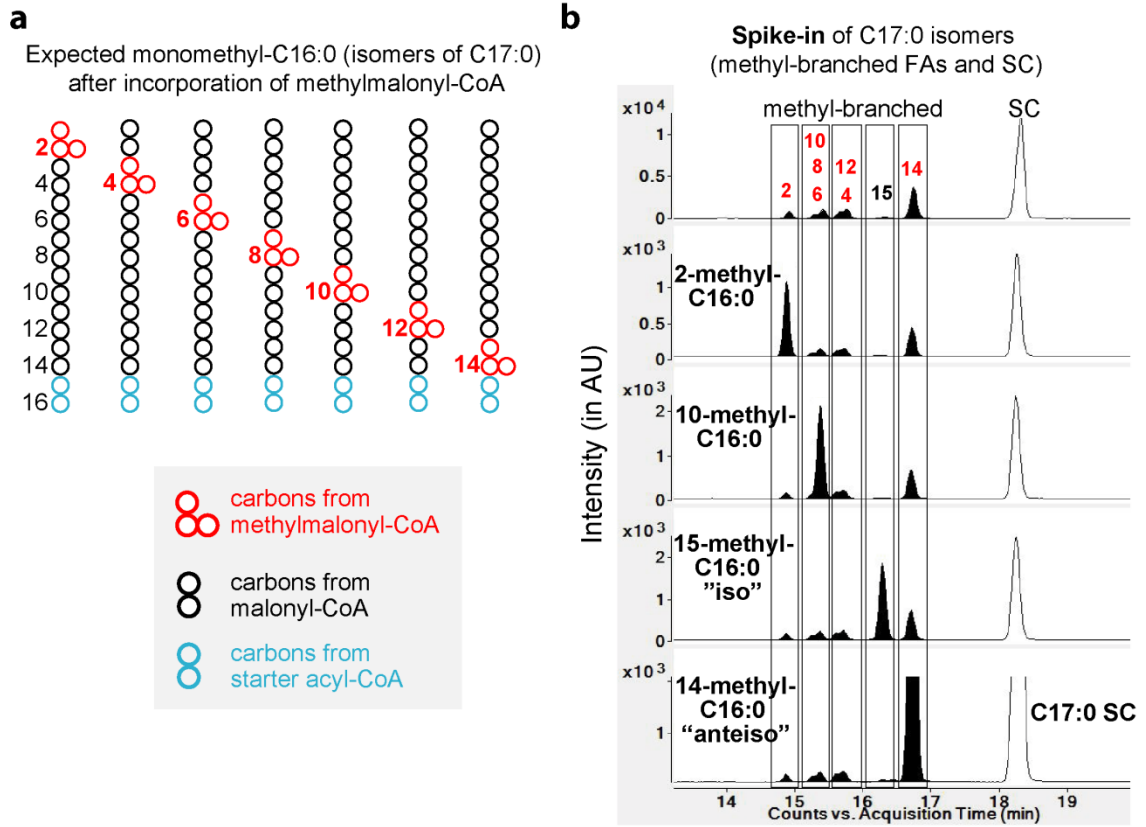 a
Expected monomethyl-C16:0 (isomers of C17:0)
after incorporation of methylmalonyl-CoA
2
4
6
8
10
12
14
16
4
6
8
10
12
14
carbons from
methylmalonyl-CoA
carbons from
malonyl-CoA
carbons from
starter acyl-CoA
b
Spike-in of C17:0 isomers
(methyl-branched FAs and SC)
methyl-branched
SC
x10⁴
1
0.5
0
2
10
8
6
12
4
15
14
x10³
1
0.5
0
2-methyl-
C16:0
x10³
2
1
0
10-methyl-
C16:0
x10³
2
1
0
15-methyl-
C16:0
”iso”
x10³
1
14-methyl-
C16:0
“anteiso”
C17:0 SC
Intensity (in AU)
14 15 16 17 18 19
Counts vs. Acquisition Time (min)